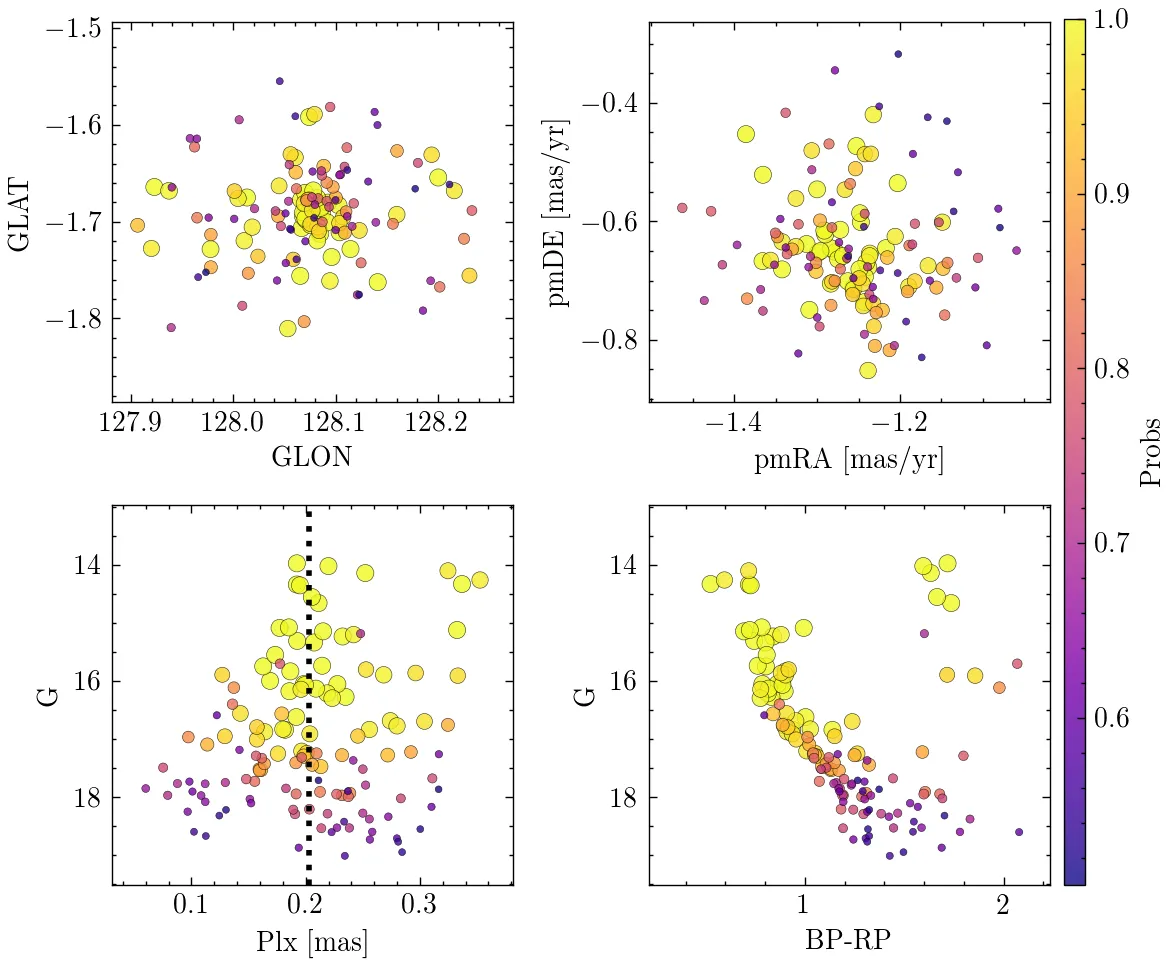 −1.5
−1.6
−1.7
−1.8
GLAT
127.9 128.0 128.1 128.2
GLON
−0.4
−0.6
−0.8
pmDE [mas/yr]
−1.4 −1.2
pmRA [mas/yr]
1.0
0.9
0.8
0.7
0.6
Probs
14
16
18
G
0.1 0.2 0.3
Plx [mas]
14
16
18
G
1 2
BP-RP